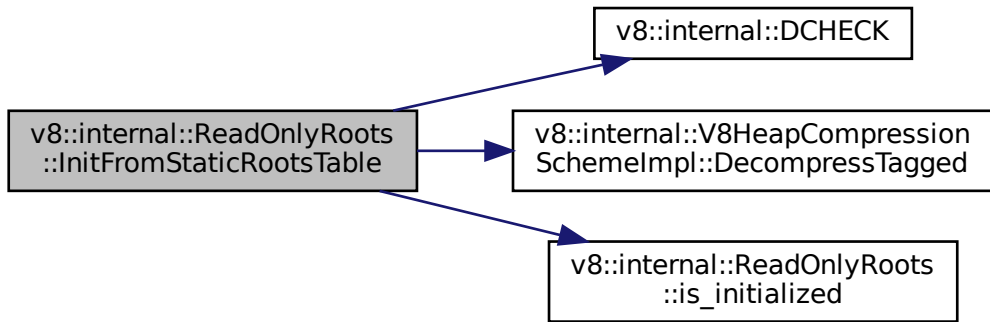 v8::internal::ReadOnlyRoots
::InitFromStaticRootsTable
v8::internal::DCHECK
v8::internal::V8HeapCompression
SchemeImpl::DecompressTagged
v8::internal::ReadOnlyRoots
::is_initialized